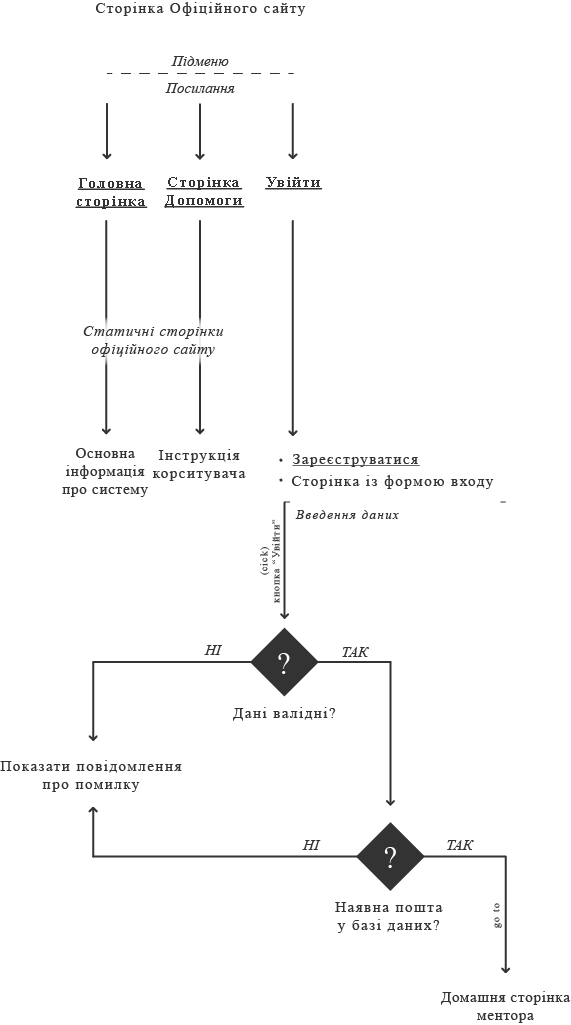 Сторінка Офіційного сайту
Підменю
Посилання
Головна
сторінка
Сторінка
Допомоги
Увійти
Статичні сторінки
офіційного сайту
Основна
інформація
про систему
Інструкція
корситувача
• Зареєструватися
• Сторінка із формою входу
Введення даних
(cick)
кнопка “Увійти”
НІ
?
ТАК
Дані валідні?
Показати повідомлення
про помилку
НІ
?
ТАК
Наявна пошта
у базі даних?
go to
Домашня сторінка
ментора